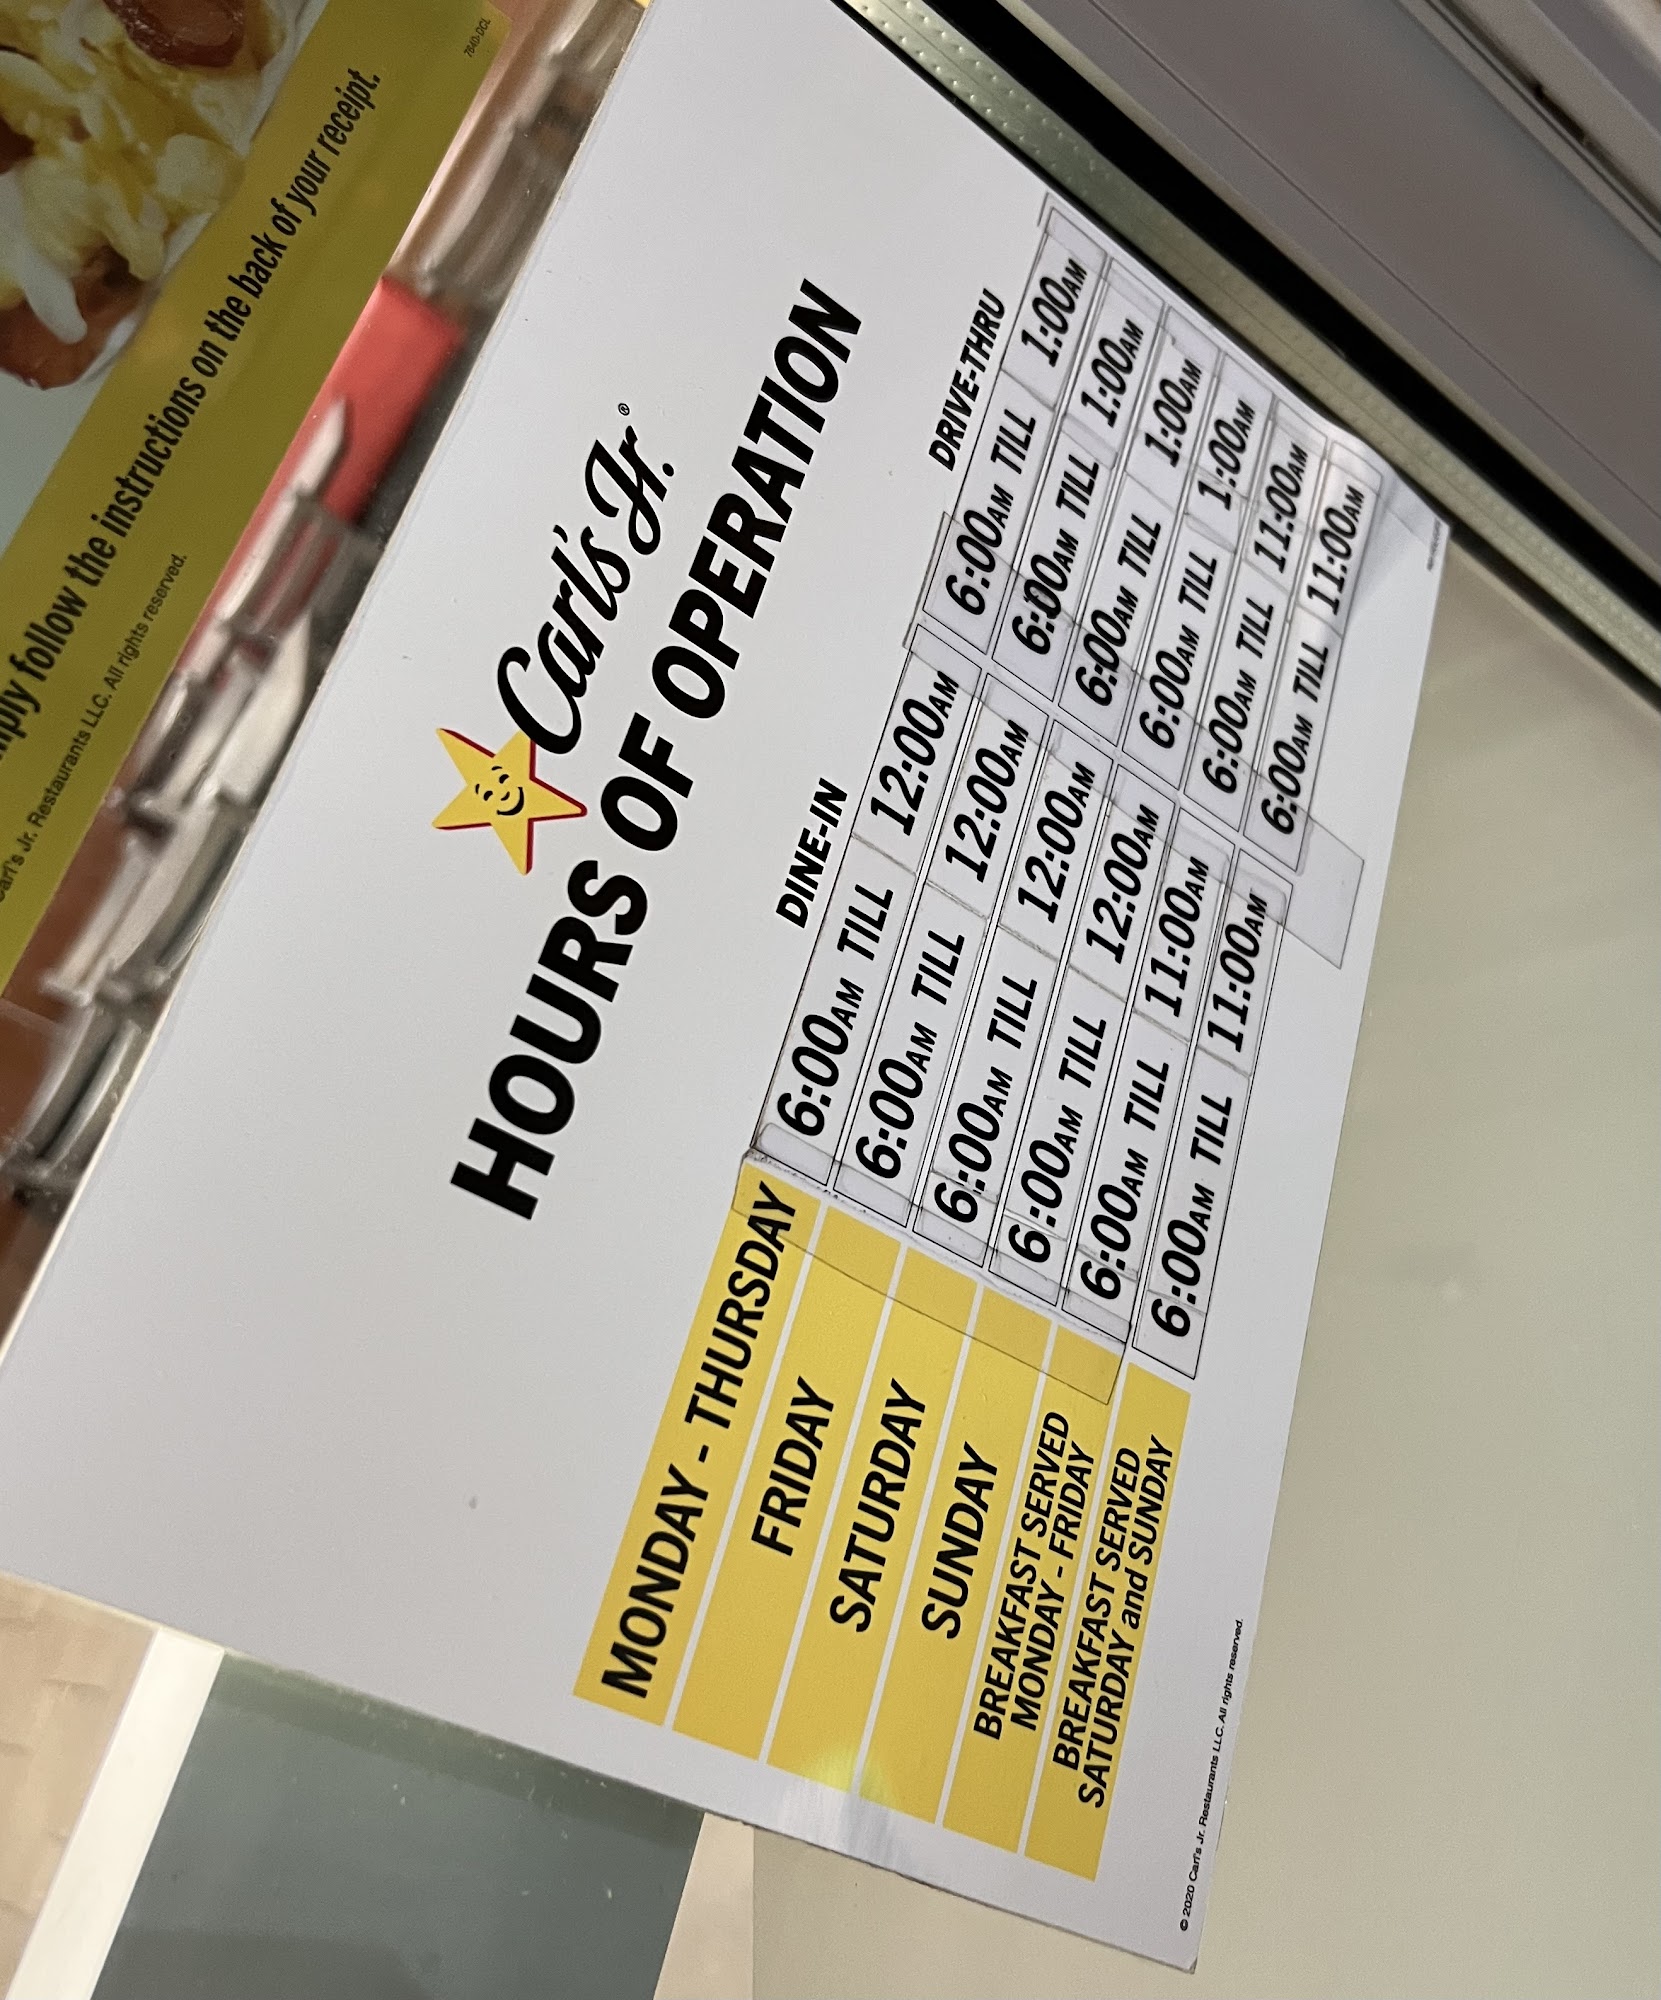 7840-DCL
follow the instructions on the back of your receipt.
Carl's Jr. Restaurants LLC. All rights reserved.
Carl's Jr.®
HOURS OF OPERATION
DINE-IN DRIVE-THRU
MONDAY - THURSDAY 6:00AM TILL 12:00AM 6:00AM TILL 1:00AM
FRIDAY 6:00AM TILL 12:00AM 6:00AM TILL 1:00AM
SATURDAY 6:00AM TILL 12:00AM 6:00AM TILL 1:00AM
SUNDAY 6:00AM TILL 12:00AM 6:00AM TILL 1:00AM
BREAKFAST SERVED
MONDAY - FRIDAY 6:00AM TILL 11:00AM 6:00AM TILL 11:00AM
BREAKFAST SERVED
SATURDAY and SUNDAY 6:00AM TILL 11:00AM 6:00AM TILL 11:00AM
© 2020 Carl's Jr. Restaurants LLC. All rights reserved.